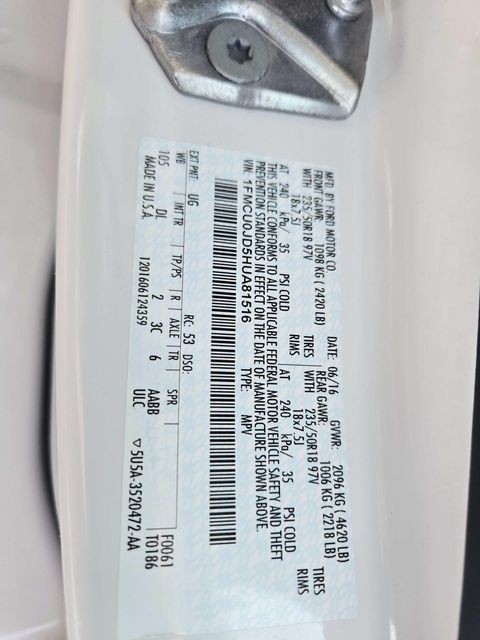 MFD. BY FORD MOTOR CO.
DATE: 06/16 GVWR: 2096 KG ( 4620 LB)
FRONT GAWR: 1098 KG ( 2420 LB) REAR GAWR: 1006 KG ( 2218 LB)
WITH 235/50R18 97V TIRES WITH 235/50R18 97V TIRES
18x7.5J RIMS 18x7.5J RIMS
AT 240 kPa/ 35 PSI COLD AT 240 kPa/ 35 PSI COLD
THIS VEHICLE CONFORMS TO ALL APPLICABLE FEDERAL MOTOR VEHICLE SAFETY AND THEFT
PREVENTION STANDARDS IN EFFECT ON THE DATE OF MANUFACTURE SHOWN ABOVE.
VIN: 1FMCU0JD5HUA81516 TYPE: MPV
EXT PNT: UG RC: 53 DSO:
WB INT TR TP/PS R AXLE TR SPR F0061
105 DL 2 3C 6 AABB T0186
MADE IN U.S.A. ULC
1201606124359 ▽5U5A-3520472-AA